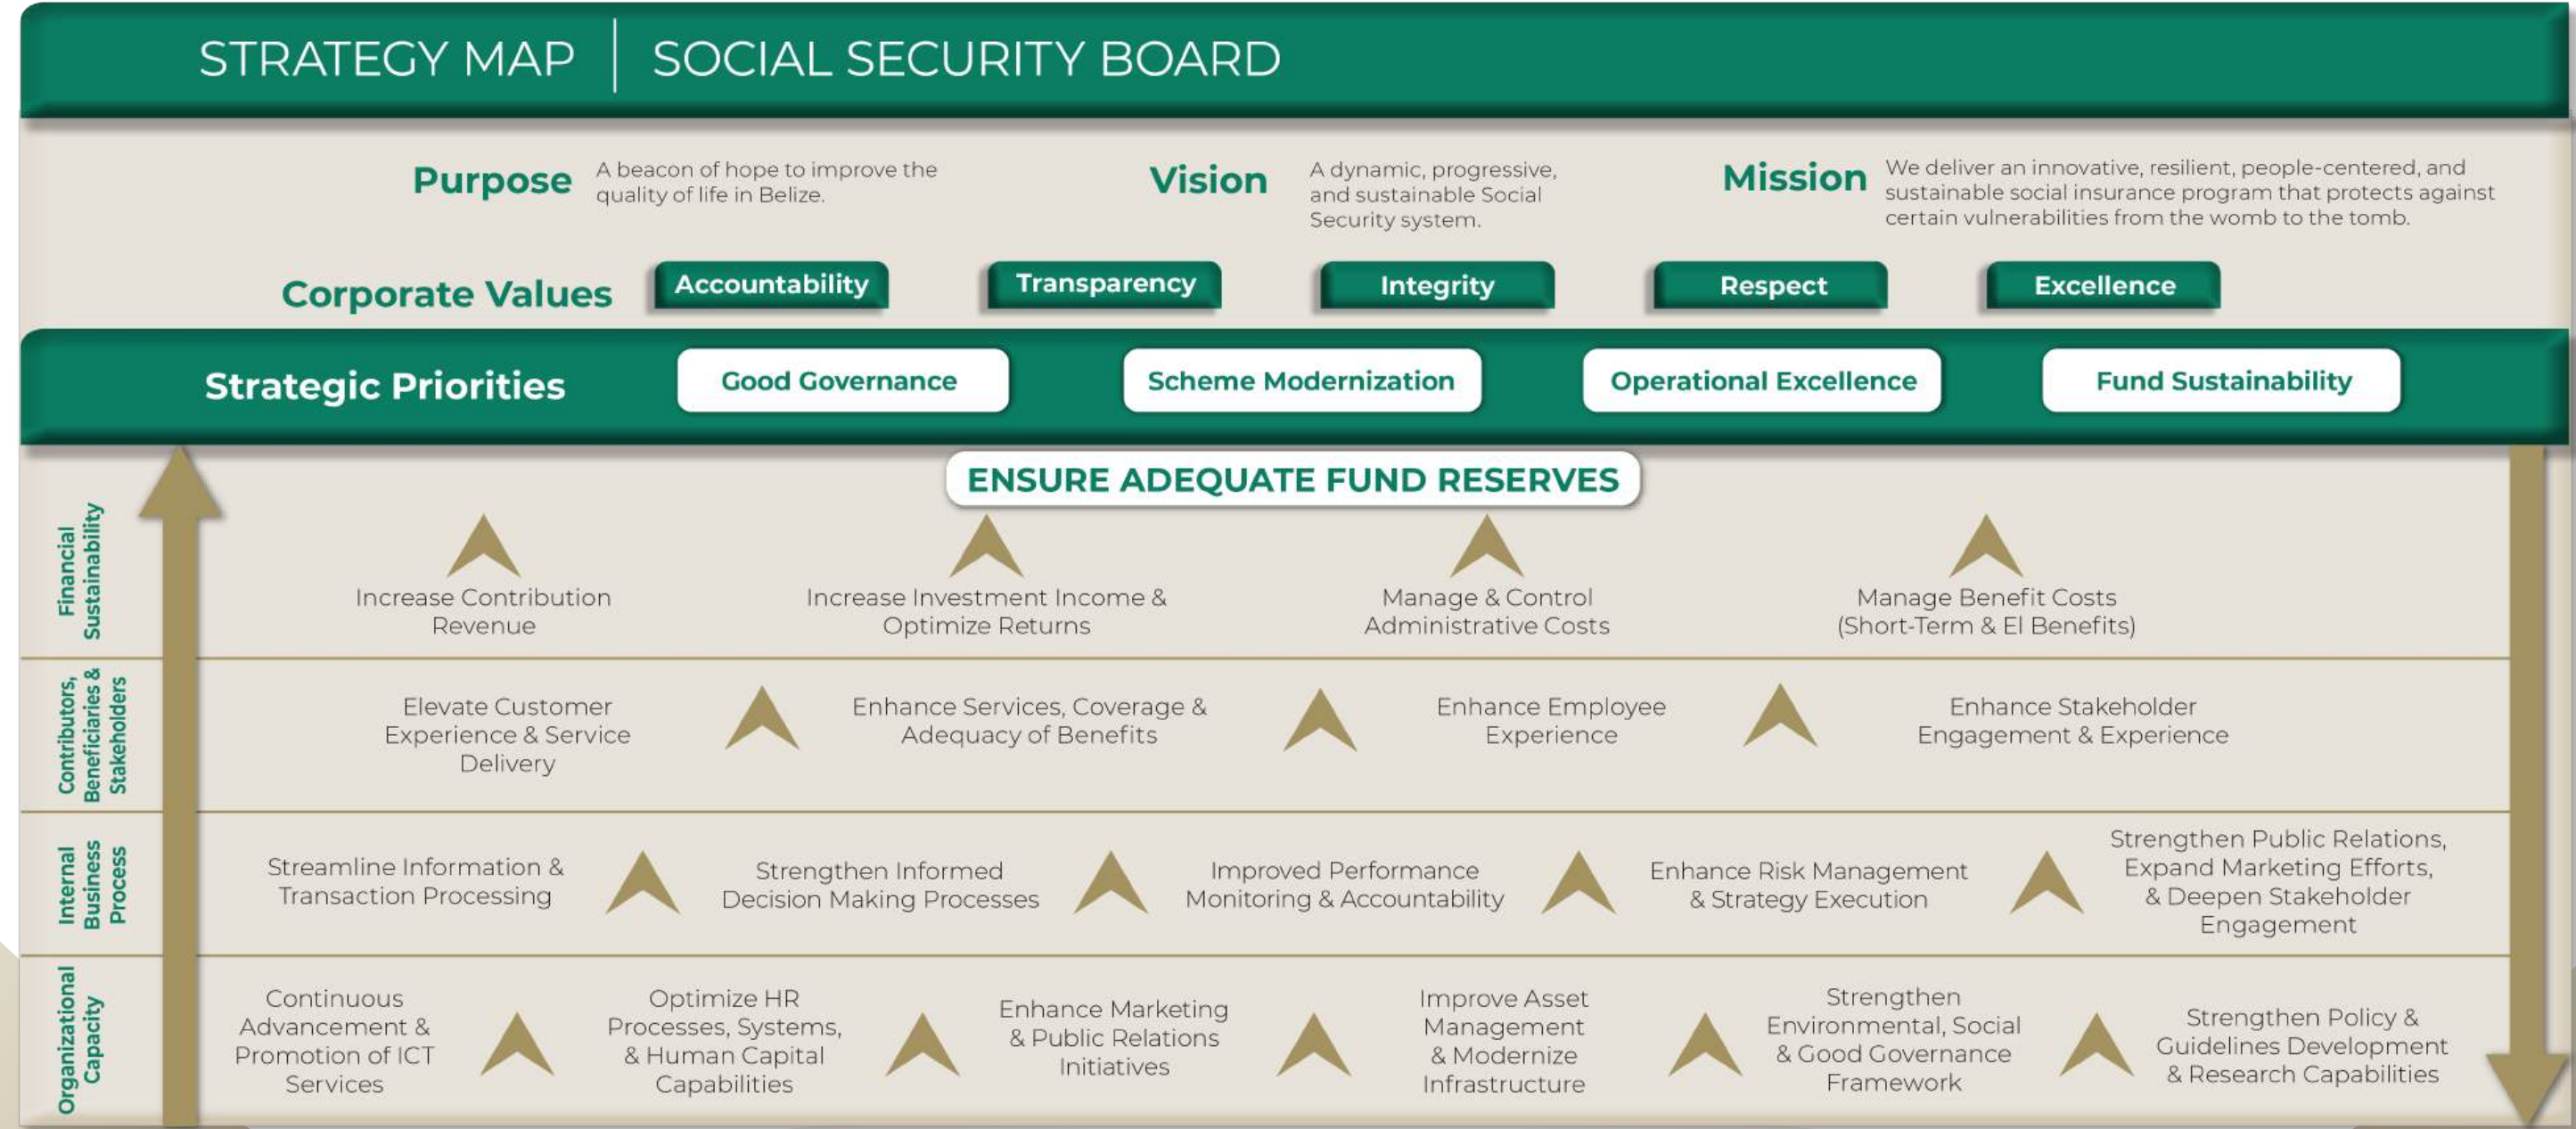 STRATEGY MAP | SOCIAL SECURITY BOARD
Purpose
A beacon of hope to improve the
quality of life in Belize.
Vision
A dynamic, progressive,
and sustainable Social
Security system.
Mission
We deliver an innovative, resilient, people-centered, and
sustainable social insurance program that protects against
certain vulnerabilities from the womb to the tomb.
Corporate Values
Accountability
Transparency
Integrity
Respect
Excellence
Strategic Priorities
Good Governance
Scheme Modernization
Operational Excellence
Fund Sustainability
ENSURE ADEQUATE FUND RESERVES
Financial
Sustainability
Increase Contribution
Revenue
Increase Investment Income &
Optimize Returns
Manage & Control
Administrative Costs
Manage Benefit Costs
(Short-Term & EI Benefits)
Contributors,
Beneficiaries &
Stakeholders
Elevate Customer
Experience & Service
Delivery
Enhance Services, Coverage &
Adequacy of Benefits
Enhance Employee
Experience
Enhance Stakeholder
Engagement & Experience
Internal
Business
Process
Streamline Information &
Transaction Processing
Strengthen Informed
Decision Making Processes
Improved Performance
Monitoring & Accountability
Enhance Risk Management
& Strategy Execution
Strengthen Public Relations,
Expand Marketing Efforts,
& Deepen Stakeholder
Engagement
Organizational
Capacity
Continuous
Advancement &
Promotion of ICT
Services
Optimize HR
Processes, Systems,
& Human Capital
Capabilities
Enhance Marketing
& Public Relations
Initiatives
Improve Asset
Management
& Modernize
Infrastructure
Strengthen
Environmental, Social
& Good Governance
Framework
Strengthen Policy &
Guidelines Development
& Research Capabilities